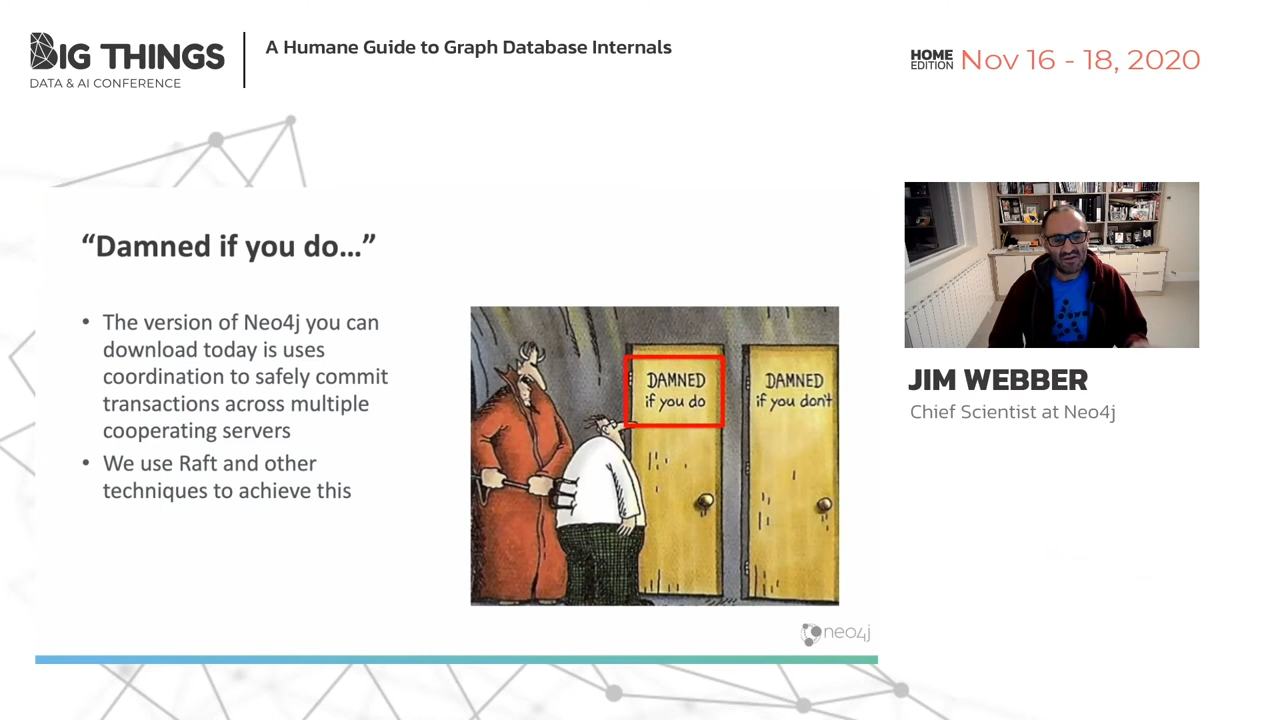 BIG THINGS
DATA & AI CONFERENCE
A Humane Guide to Graph Database Internals
HOME
EDITION
Nov 16 - 18, 2020
“Damned if you do…”
• The version of Neo4j you can
download today is uses
coordination to safely commit
transactions across multiple
cooperating servers
• We use Raft and other
techniques to achieve this
DAMNED
if you do
DAMNED
if you don't
neo4j
JIM WEBBER
Chief Scientist at Neo4j